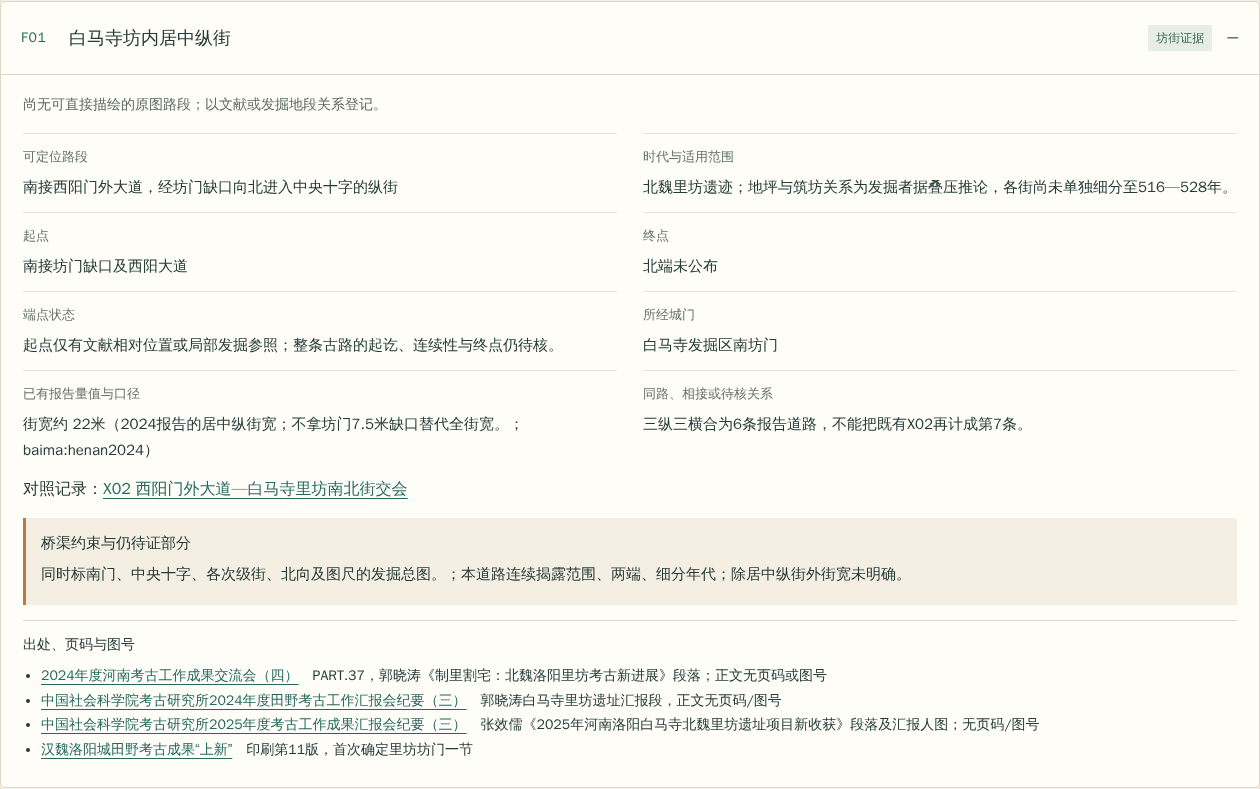 F01 白马寺坊内居中纵街 坊街证据 −
尚无可直接描绘的原图路段；以文献或发掘地段关系登记。
可定位路段
南接西阳门外大道，经坊门缺口向北进入中央十字的纵街
时代与适用范围
北魏里坊遗迹；地坪与筑坊关系为发掘者据叠压推论，各街尚未单独细分至516—528年。
起点
南接坊门缺口及西阳大道
终点
北端未公布
端点状态
起点仅有文献相对位置或局部发掘参照；整条古路的起讫、连续性与终点仍待核。
所经城门
白马寺发掘区南坊门
已有报告量值与口径
街宽约 22米（2024报告的居中纵街宽；不拿坊门7.5米缺口替代全街宽。；
baima:henan2024）
同路、相接或待核关系
三纵三横合为6条报告道路，不能把既有X02再计成第7条。
对照记录：X02 西阳门外大道—白马寺里坊南北街交会
桥渠约束与仍待证部分
同时标南门、中央十字、各次级街、北向及图尺的发掘总图。；本道路连续揭露范围、两端、细分年代；除居中纵街外街宽未明确。
出处、页码与图号
• 2024年度河南考古工作成果交流会（四） PART.37，郭晓涛《制里割宅：北魏洛阳里坊考古新进展》段落；正文无页码或图号
• 中国社会科学院考古研究所2024年度田野考古工作汇报会纪要（三） 郭晓涛白马寺里坊遗址汇报段，正文无页码/图号
• 中国社会科学院考古研究所2025年度考古工作成果汇报会纪要（三） 张效儒《2025年河南洛阳白马寺北魏里坊遗址项目新收获》段落及汇报人图；无页码/图号
• 汉魏洛阳城田野考古成果“上新” 印刷第11版，首次确定里坊坊门一节